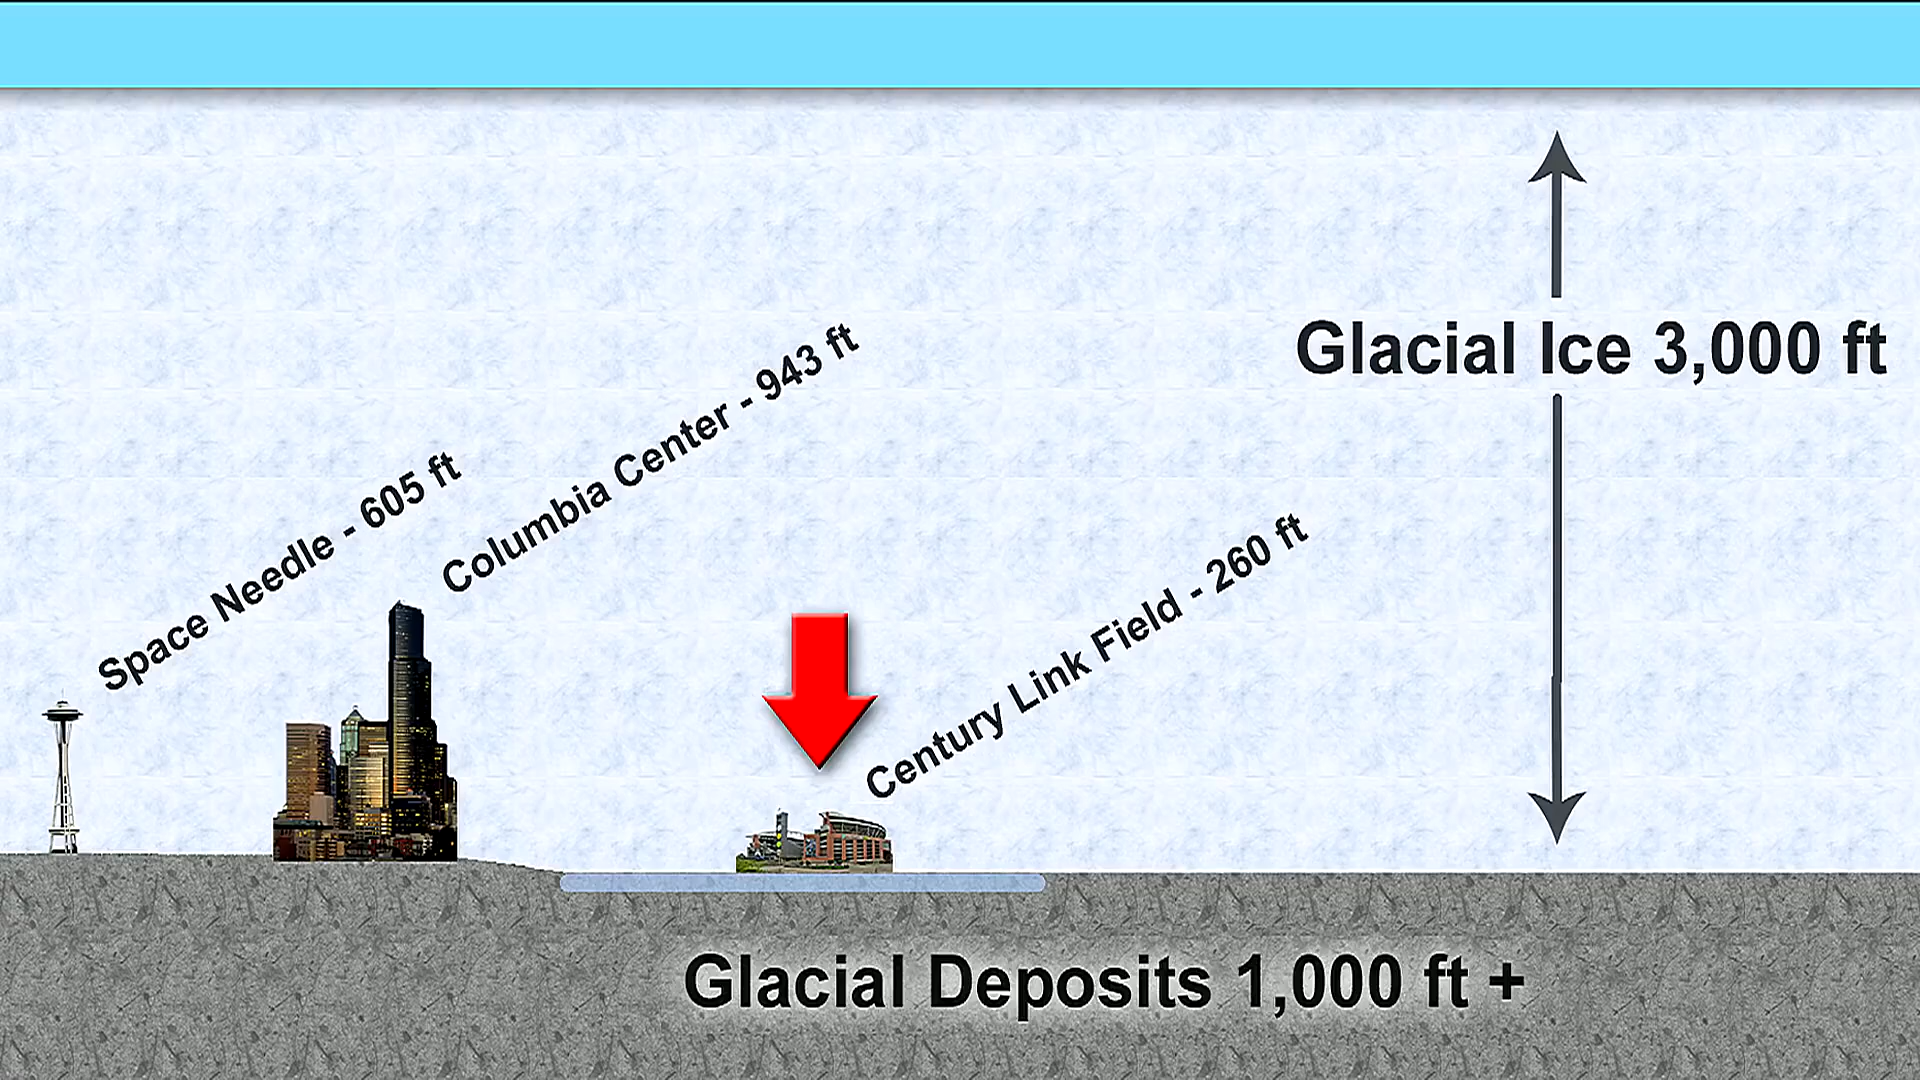 Glacial Ice 3,000 ft
Columbia Center - 943 ft
Space Needle - 605 ft
Century Link Field - 260 ft
Glacial Deposits 1,000 ft +